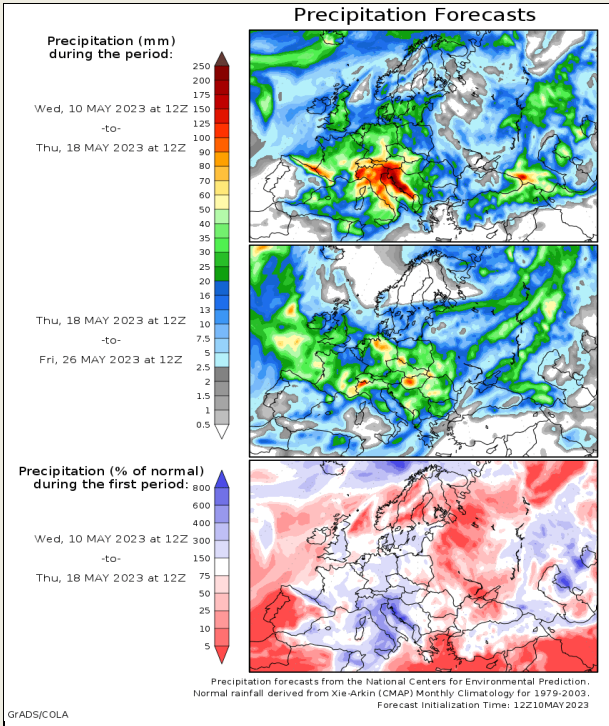 Precipitation Forecasts
Precipitation (mm)
during the period:
Wed, 10 MAY 2023 at 12Z
-to-
Thu, 18 MAY 2023 at 12Z
250
200
175
150
125
100
90
80
70
60
50
40
35
30
25
20
16
13
10
7.5
5
2.5
2
1.5
1
0.5
Thu, 18 MAY 2023 at 12Z
-to-
Fri, 26 MAY 2023 at 12Z
Precipitation (% of normal)
during the first period:
Wed, 10 MAY 2023 at 12Z
-to-
Thu, 18 MAY 2023 at 12Z
800
600
400
300
150
75
50
25
10
5
Precipitation forecasts from the National Centers for Environmental Prediction.
Normal rainfall derived from Xie-Arkin (CMAP) Monthly Climatology for 1979-2003.
Forecast Initialization Time: 12Z10MAY2023
GrADS/COLA